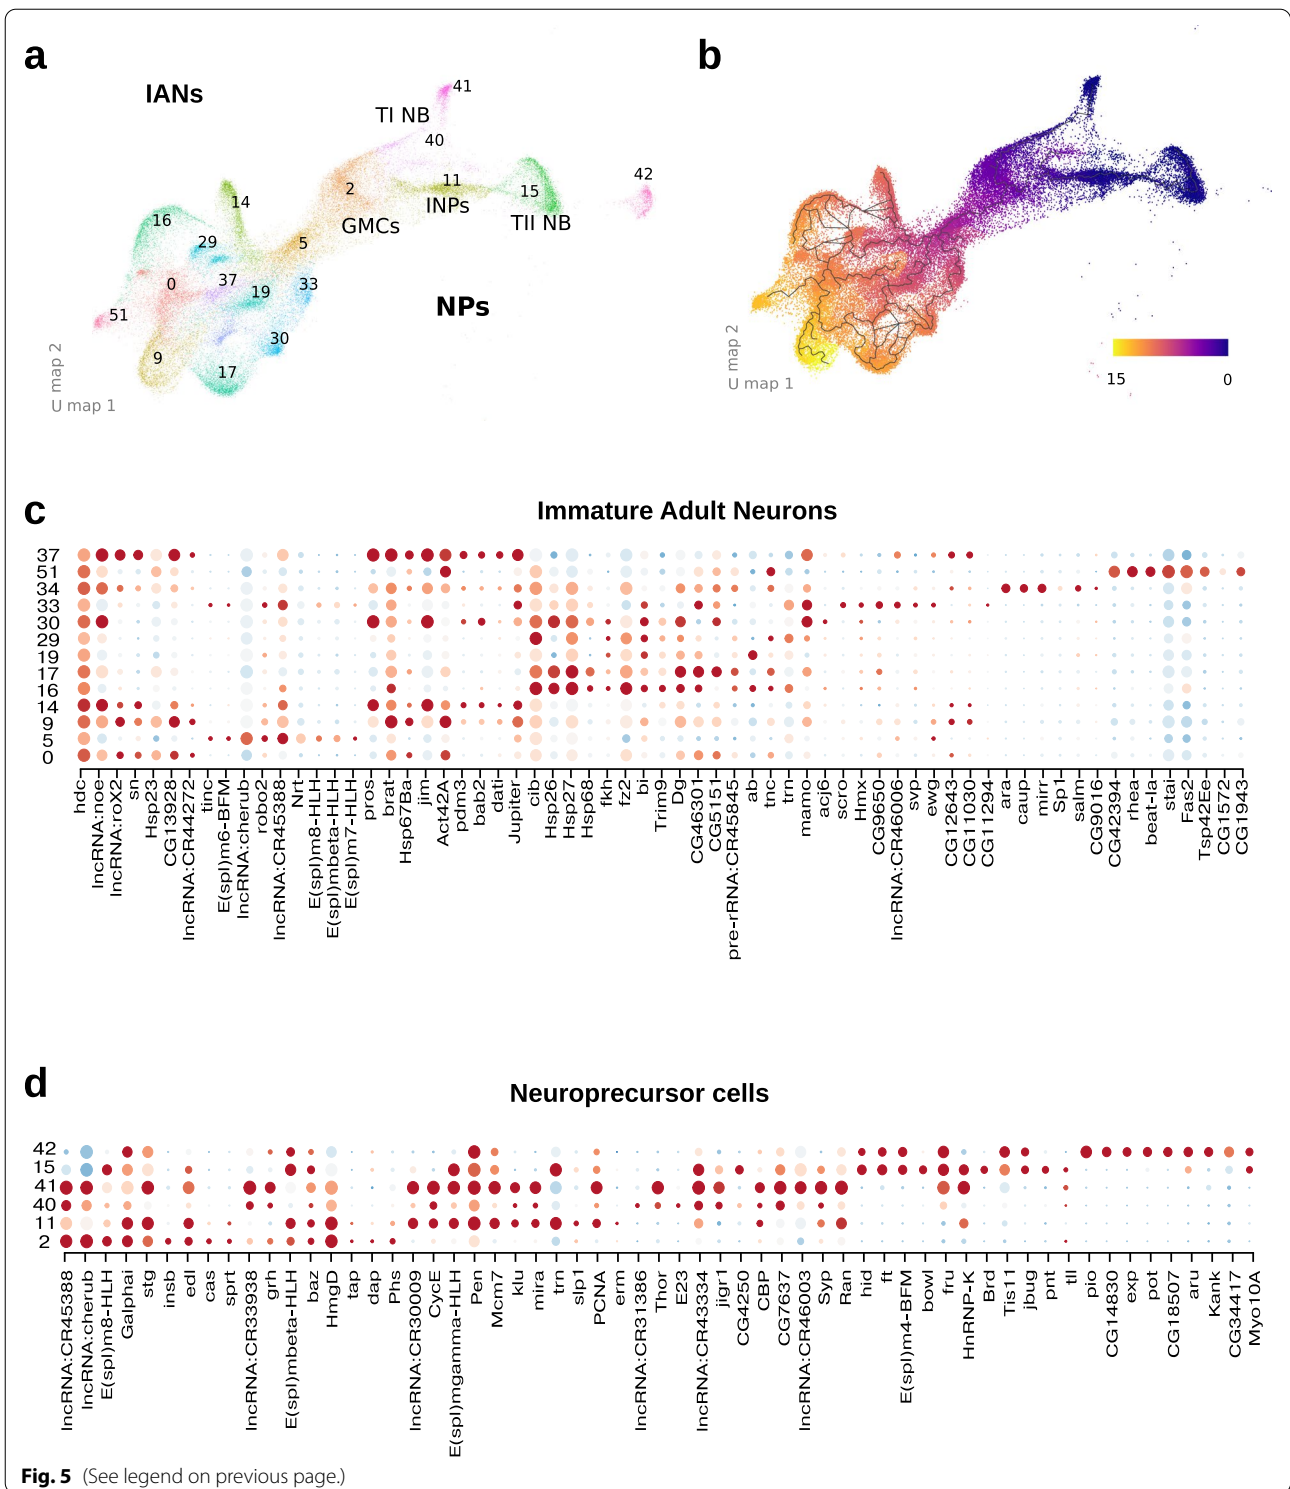 a
b
IANs
41
TI NB
40
42
2
11
15
14
INPs
16
GMCs
TII NB
29
5
0
37
33
19
NPs
51
30
9
17
U map 2
U map 1
U map 2
U map 1
15
0
c
Immature Adult Neurons
37
51
34
33
30
29
19
17
16
14
9
5
0
hdc
lncRNA:noe
lncRNA:roX2
sn
Hsp23
CG13928
lncRNA:CR44272
tinc
E(spl)m6-BFM
lncRNA:cherub
robo2
lncRNA:CR45388
Nrt
E(spl)m8-HLH
E(spl)mbeta-HLH
E(spl)m7-HLH
pros
brat
Hsp67Ba
jim
Act42A
pdm3
bab2
dati
Jupiter
cib
Hsp26
Hsp27
Hsp68
fkh
fz2
bi
Trim9
Dg
CG46301
CG5151
pre-rRNA:CR45845
ab
tnc
trn
mamo
acj6
scro
Hmx
CG9650
lncRNA:CR46006
svp
ewg
CG12643
CG11030
CG11294
ara
caup
mirr
Sp1
salm
CG9016
CG42394
rhea
beat-Ia
stai
Fas2
Tsp42Ee
CG1572
CG1943
d
Neuroprecursor cells
42
15
41
40
11
2
lncRNA:CR45388
lncRNA:cherub
E(spl)m8-HLH
Galphai
stg
insb
edl
cas
sprt
lncRNA:CR33938
grh
E(spl)mbeta-HLH
baz
HmgD
tap
dap
Phs
lncRNA:CR30009
CycE
E(spl)mgamma-HLH
Pen
Mcm7
klu
mira
trn
slp1
PCNA
erm
lncRNA:CR31386
Thor
E23
lncRNA:CR43334
jigr1
CG4250
CBP
CG7637
lncRNA:CR46003
Syp
Ran
hid
ft
E(spl)m4-BFM
bowl
fru
HnRNP-K
Brd
Tis11
jbug
pnt
tll
pio
CG14830
exp
pot
CG18507
aru
Kank
CG34417
Myo10A
Fig. 5 (See legend on previous page.)